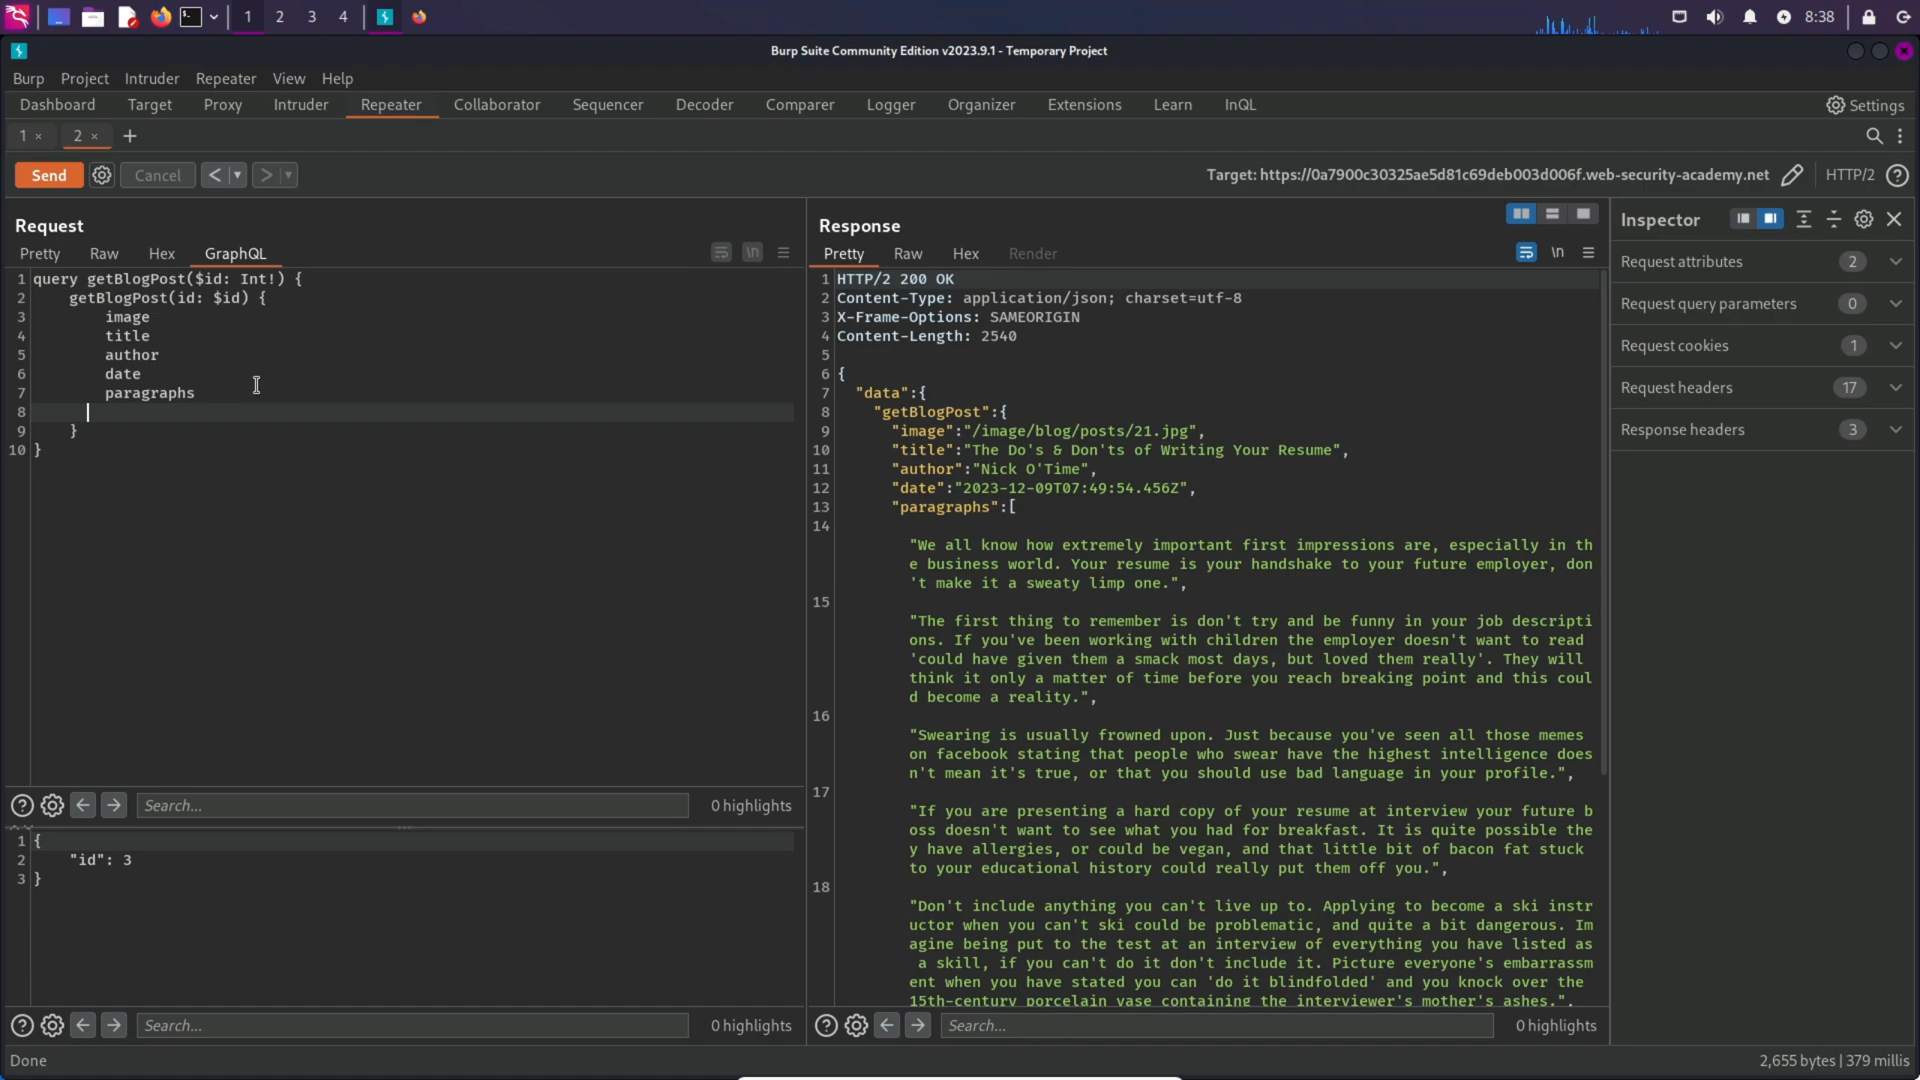 1 2 3 4 8:38
Burp Suite Community Edition v2023.9.1 - Temporary Project
Burp Project Intruder Repeater View Help
Dashboard Target Proxy Intruder Repeater Collaborator Sequencer Decoder Comparer Logger Organizer Extensions Learn InQL Settings
1 × 2 × +
Send Cancel < > Target: https://0a7900c30325ae5d81c69deb003d006f.web-security-academy.net HTTP/2 ?
Request
Pretty Raw Hex GraphQL \n
1 query getBlogPost($id: Int!) {
2 getBlogPost(id: $id) {
3 image
4 title
5 author
6 date
7 paragraphs
8
9 }
10 }
Search... 0 highlights
1 {
2 "id": 3
3 }
Search... 0 highlights
Response
Pretty Raw Hex Render \n
1 HTTP/2 200 OK
2 Content-Type: application/json; charset=utf-8
3 X-Frame-Options: SAMEORIGIN
4 Content-Length: 2540
5
6 {
7 "data":{
8 "getBlogPost":{
9 "image":"/image/blog/posts/21.jpg",
10 "title":"The Do's & Don'ts of Writing Your Resume",
11 "author":"Nick O'Time",
12 "date":"2023-12-09T07:49:54.456Z",
13 "paragraphs":[
14
"We all know how extremely important first impressions are, especially in th
e business world. Your resume is your handshake to your future employer, don
't make it a sweaty limp one.",
15
"The first thing to remember is don't try and be funny in your job descripti
ons. If you've been working with children the employer doesn't want to read
'could have given them a smack most days, but loved them really'. They will
think it only a matter of time before you reach breaking point and this coul
d become a reality.",
16
"Swearing is usually frowned upon. Just because you've seen all those memes
on facebook stating that people who swear have the highest intelligence does
n't mean it's true, or that you should use bad language in your profile.",
17
"If you are presenting a hard copy of your resume at interview your future b
oss doesn't want to see what you had for breakfast. It is quite possible the
y have allergies, or could be vegan, and that little bit of bacon fat stuck
to your educational history could really put them off you.",
18
"Don't include anything you can't live up to. Applying to become a ski instr
uctor when you can't ski could be problematic, and quite a bit dangerous. Im
agine being put to the test at an interview of everything you have listed as
a skill, if you can't do it don't include it. Picture everyone's embarrassm
ent when you have stated you can 'do it blindfolded' and you knock over the
15th-century porcelain vase containing the interviewer's mother's ashes.",
Search... 0 highlights
Inspector
Request attributes 2
Request query parameters 0
Request cookies 1
Request headers 17
Response headers 3
Done 2,655 bytes | 379 millis